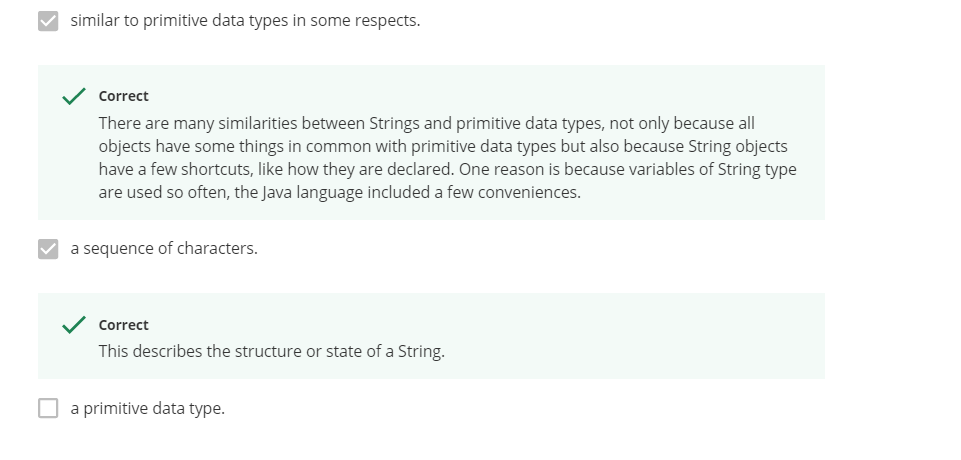 similar to primitive data types in some respects.
Correct
There are many similarities between Strings and primitive data types, not only because all
objects have some things in common with primitive data types but also because String objects
have a few shortcuts, like how they are declared. One reason is because variables of String type
are used so often, the Java language included a few conveniences.
a sequence of characters.
Correct
This describes the structure or state of a String.
a primitive data type.